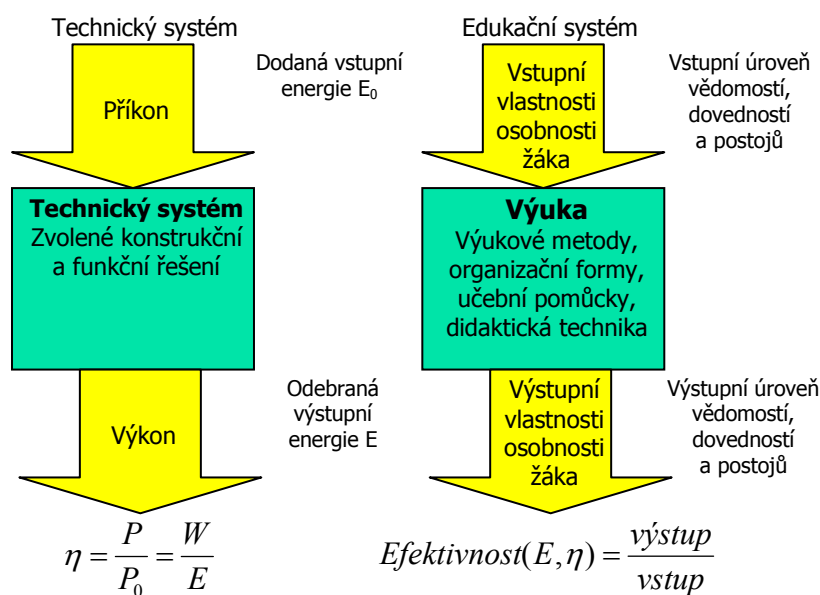 Technický systém
Dodaná vstupní
energie E₀
Příkon
Technický systém
Zvolené konstrukční
a funkční řešení
Odebraná
výstupní
energie E
Výkon
η = P/P₀ = W/E
Edukační systém
Vstupní
vlastnosti
osobnosti
žáka
Vstupní úroveň
vědomostí,
dovedností
a postojů
Výuka
Výukové metody,
organizační formy,
učební pomůcky,
didaktická technika
Výstupní
vlastnosti
osobnosti
žáka
Výstupní úroveň
vědomostí,
dovedností
a postojů
Efektivnost(E,η) = výstup/vstup